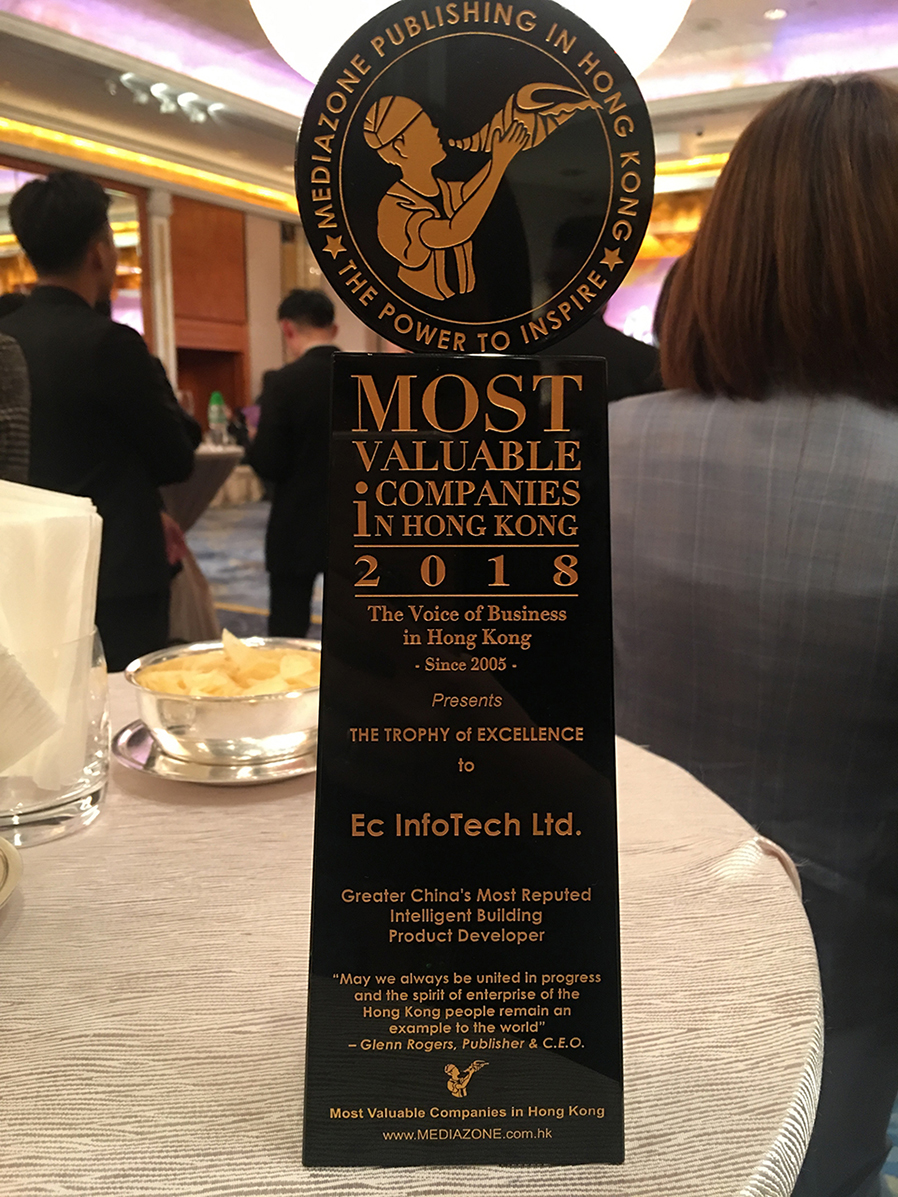 MEDIAZONE PUBLISHING IN HONG KONG
THE POWER TO INSPIRE
MOST
VALUABLE
COMPANIES
iN HONG KONG
2018
The Voice of Business
in Hong Kong
- Since 2005 -
Presents
THE TROPHY of EXCELLENCE
to
Ec InfoTech Ltd.
Greater China's Most Reputed
Intelligent Building
Product Developer
“May we always be united in progress
and the spirit of enterprise of the
Hong Kong people remain an
example to the world”
– Glenn Rogers, Publisher & C.E.O.
Most Valuable Companies in Hong Kong
www.MEDIAZONE.com.hk